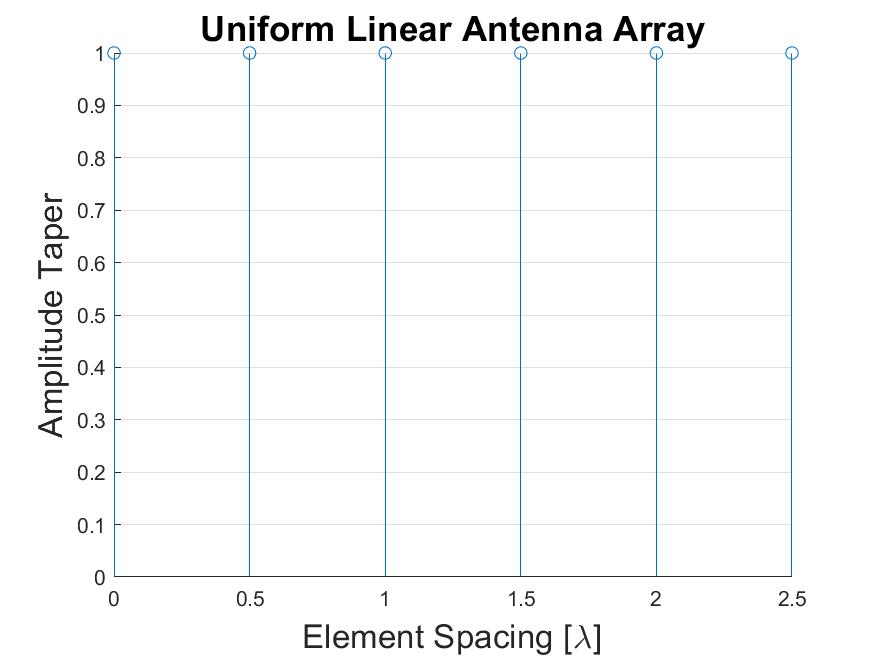 Uniform Linear Antenna Array
1
0.9
0.8
0.7
0.6
0.5
0.4
0.3
0.2
0.1
0
Amplitude Taper
0 0.5 1 1.5 2 2.5
Element Spacing [λ]